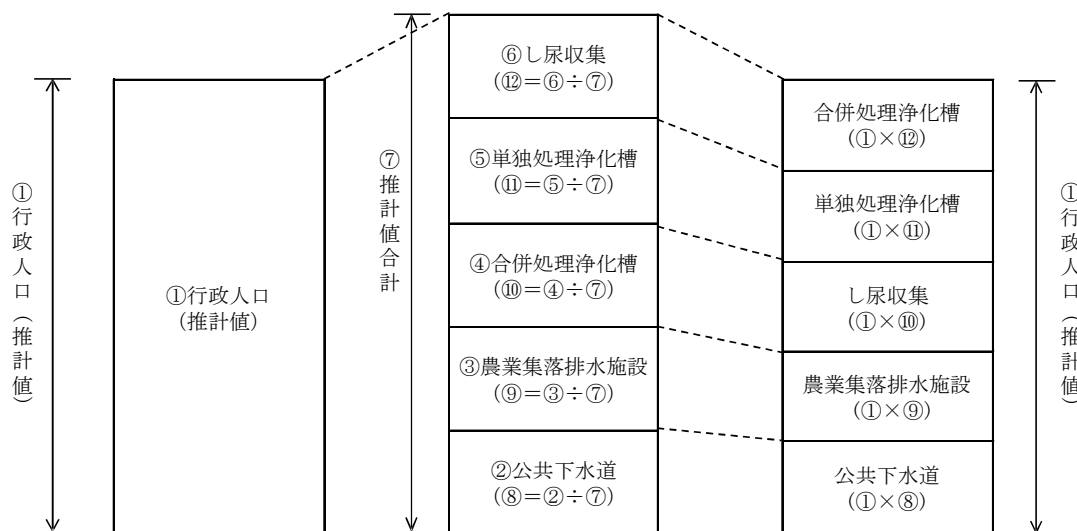 ①行政人口（推計値）
①行政人口
(推計値)
⑦推計値合計
⑥し尿収集
(⑫＝⑥÷⑦)
⑤単独処理浄化槽
(⑪＝⑤÷⑦)
④合併処理浄化槽
(⑩＝④÷⑦)
③農業集落排水施設
(⑨＝③÷⑦)
②公共下水道
(⑧＝②÷⑦)
合併処理浄化槽
(①×⑫)
単独処理浄化槽
(①×⑪)
し尿収集
(①×⑩)
農業集落排水施設
(①×⑨)
公共下水道
(①×⑧)
①行政人口（推計値）